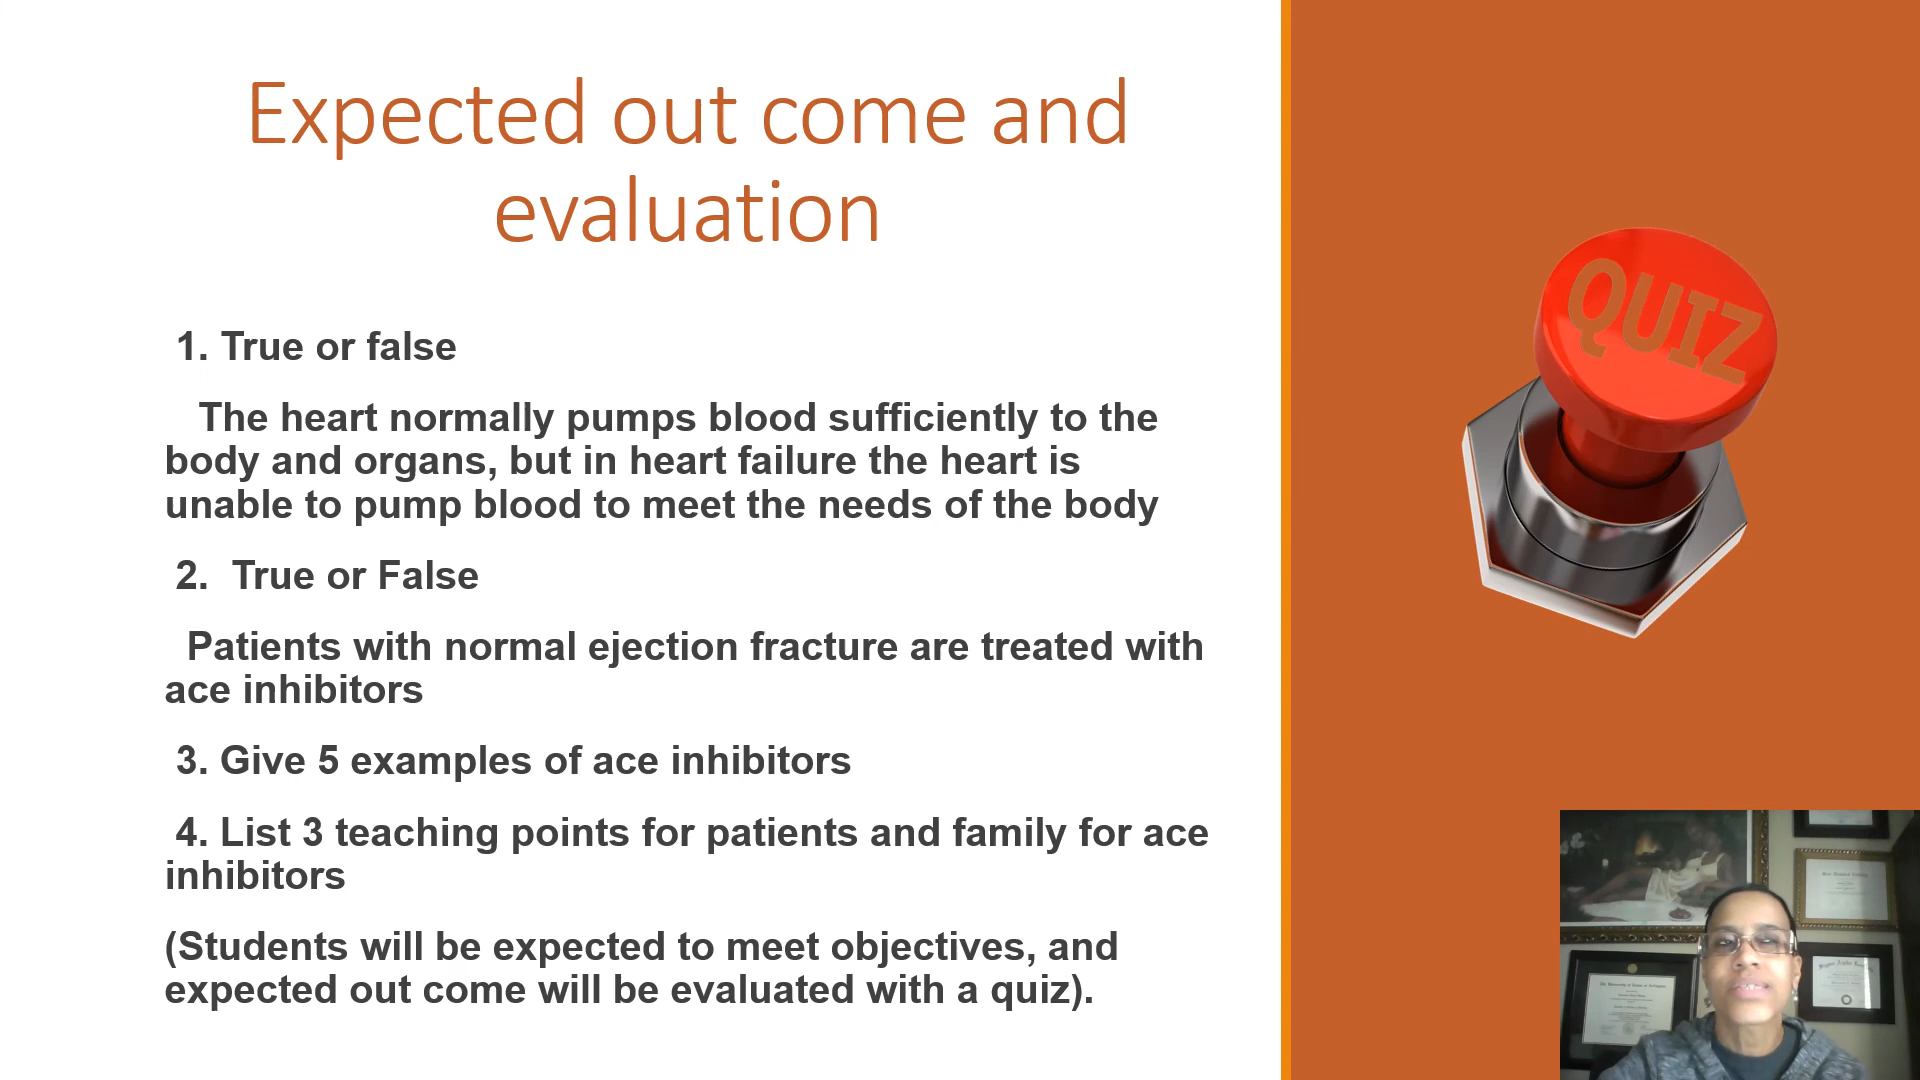 Expected out come and
evaluation
1. True or false
The heart normally pumps blood sufficiently to the
body and organs, but in heart failure the heart is
unable to pump blood to meet the needs of the body
2. True or False
Patients with normal ejection fracture are treated with
ace inhibitors
3. Give 5 examples of ace inhibitors
4. List 3 teaching points for patients and family for ace
inhibitors
(Students will be expected to meet objectives, and
expected out come will be evaluated with a quiz).
QUIZ